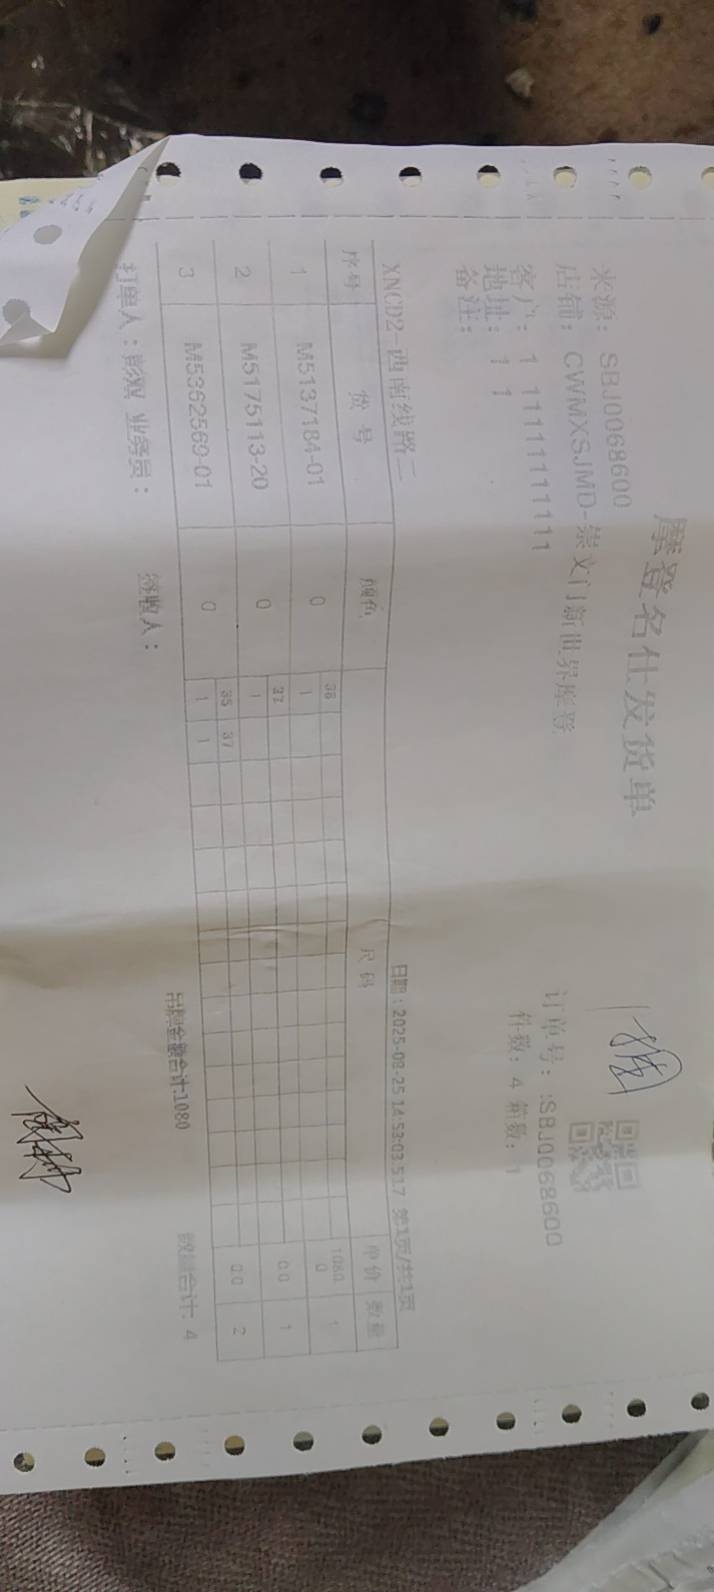 摩登名仕发货单
来源：SBJ0068600
订单号：:SBJ0068600
店铺：CWMXSJMD-崇文门新世界摩登
件数：4 箱数：1
客户：1 11111111111
地址：1 1
备注：1
XNCD2-西南线路二 日期：2025-08-25 14:53:03.517 第1页/共1页
序号 货号 颜色 尺码 单价 数量
1 M5137184-01 0 36 1080 1
1 0
2 M5175113-20 0 37 0.0 1
1
3 M5362569-01 0 35 37 0.0 2
1 1
吊牌金额合计:1080 数量合计: 4
打单人：彭双 业务员： 签收人：